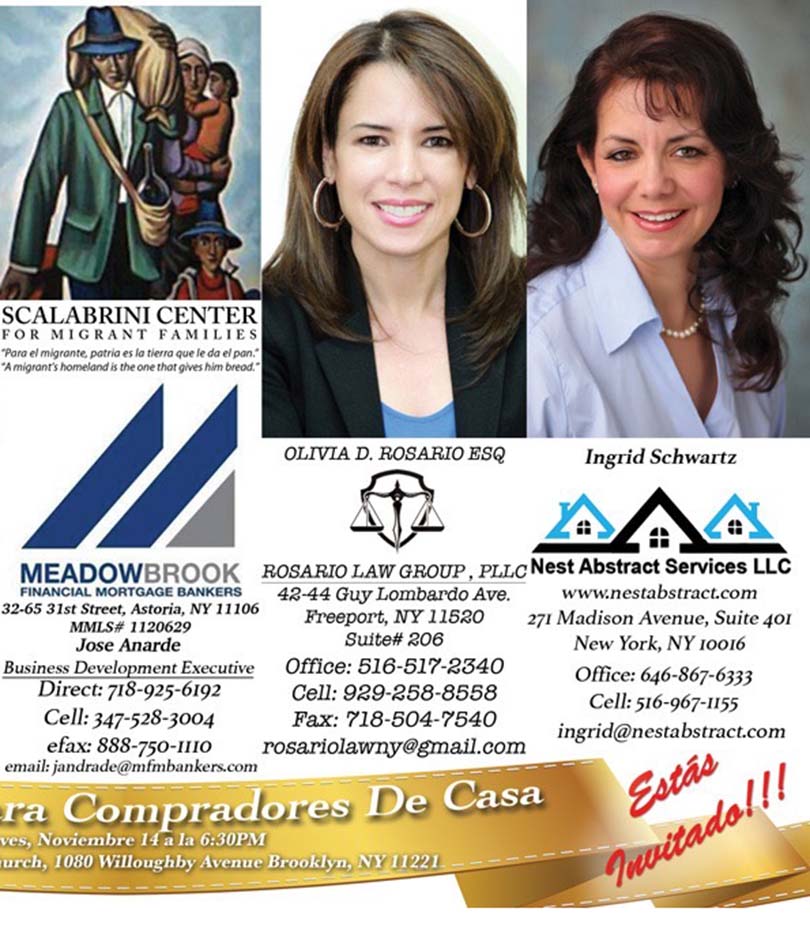 SCALABRINI CENTER
FOR MIGRANT FAMILIES
"Para el migrante, patria es la tierra que le da el pan."
"A migrant's homeland is the one that gives him bread."
MEADOWBROOK
FINANCIAL MORTGAGE BANKERS
32-65 31st Street, Astoria, NY 11106
MMLS# 1120629
Jose Anarde
Business Development Executive
Direct: 718-925-6192
Cell: 347-528-3004
efax: 888-750-1110
email: jandrade@mfmbankers.com
OLIVIA D. ROSARIO ESQ
ROSARIO LAW GROUP , PLLC
42-44 Guy Lombardo Ave.
Freeport, NY 11520
Suite# 206
Office: 516-517-2340
Cell: 929-258-8558
Fax: 718-504-7540
rosariolawny@gmail.com
Ingrid Schwartz
Nest Abstract Services LLC
www.nestabstract.com
271 Madison Avenue, Suite 401
New York, NY 10016
Office: 646-867-6333
Cell: 516-967-1155
ingrid@nestabstract.com
ra Compradores De Casa
ves, Noviembre 14 a la 6:30PM
urch, 1080 Willoughby Avenue Brooklyn, NY 11221
Estás
Invitado!!!